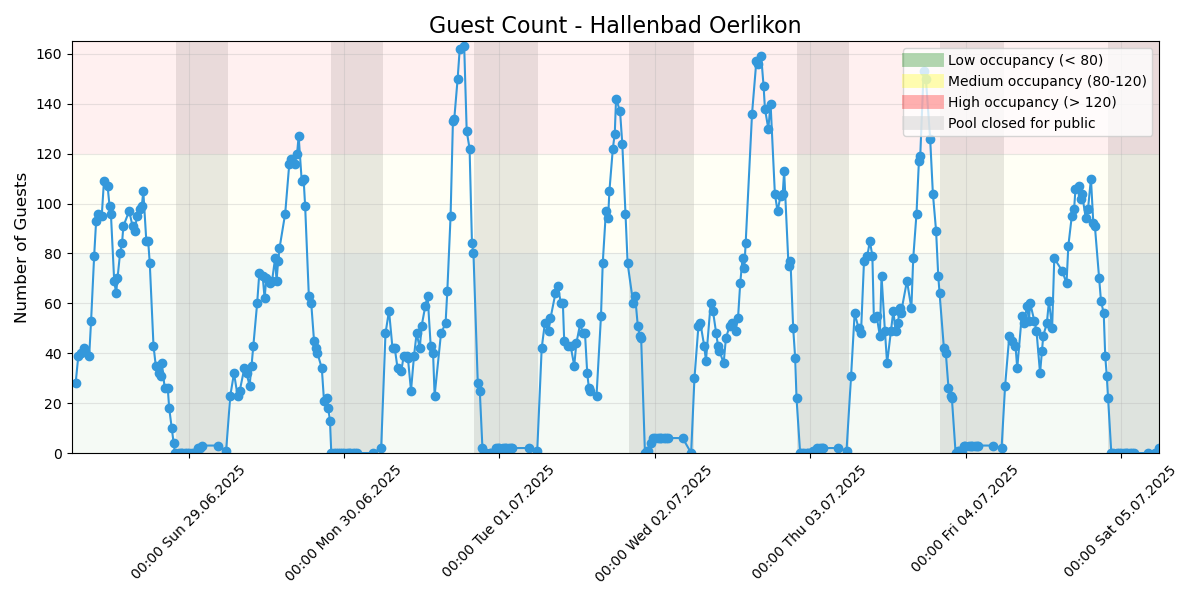 Guest Count - Hallenbad Oerlikon
Number of Guests
160
140
120
100
80
60
40
20
0
Low occupancy (< 80)
Medium occupancy (80-120)
High occupancy (> 120)
Pool closed for public
00:00 Sun 29.06.2025
00:00 Mon 30.06.2025
00:00 Tue 01.07.2025
00:00 Wed 02.07.2025
00:00 Thu 03.07.2025
00:00 Fri 04.07.2025
00:00 Sat 05.07.2025